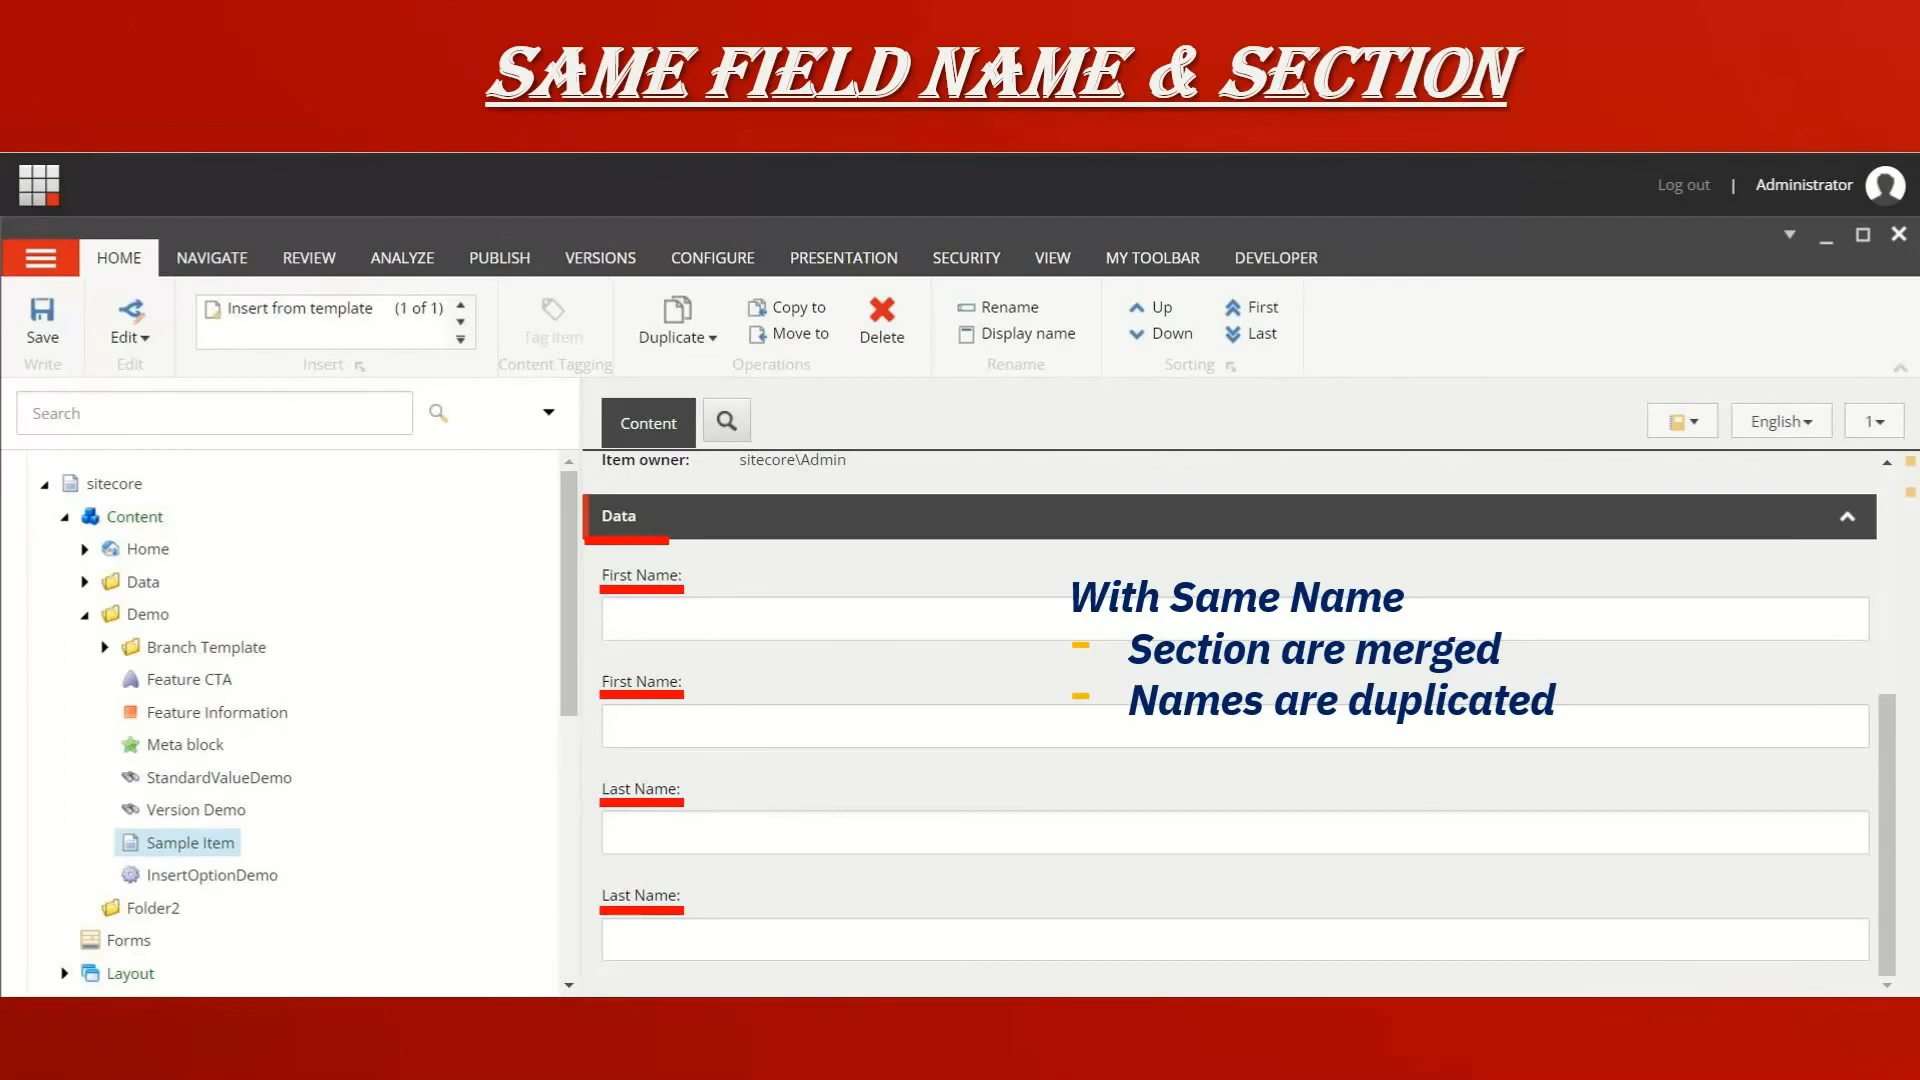 SAME FIELD NAME & SECTION
Log out | Administrator
HOME NAVIGATE REVIEW ANALYZE PUBLISH VERSIONS CONFIGURE PRESENTATION SECURITY VIEW MY TOOLBAR DEVELOPER
Insert from template (1 of 1) Copy to Rename Up First
Save Edit Tag Item Duplicate Move to Delete Display name Down Last
Write Edit Insert Content Tagging Operations Rename Sorting
Search
Content
English 1
Item owner: sitecore\Admin
sitecore
Content
Home
Data
Demo
Branch Template
Feature CTA
Feature Information
Meta block
StandardValueDemo
Version Demo
Sample Item
InsertOptionDemo
Folder2
Forms
Layout
Data
First Name:
First Name:
Last Name:
Last Name:
With Same Name
- Section are merged
- Names are duplicated